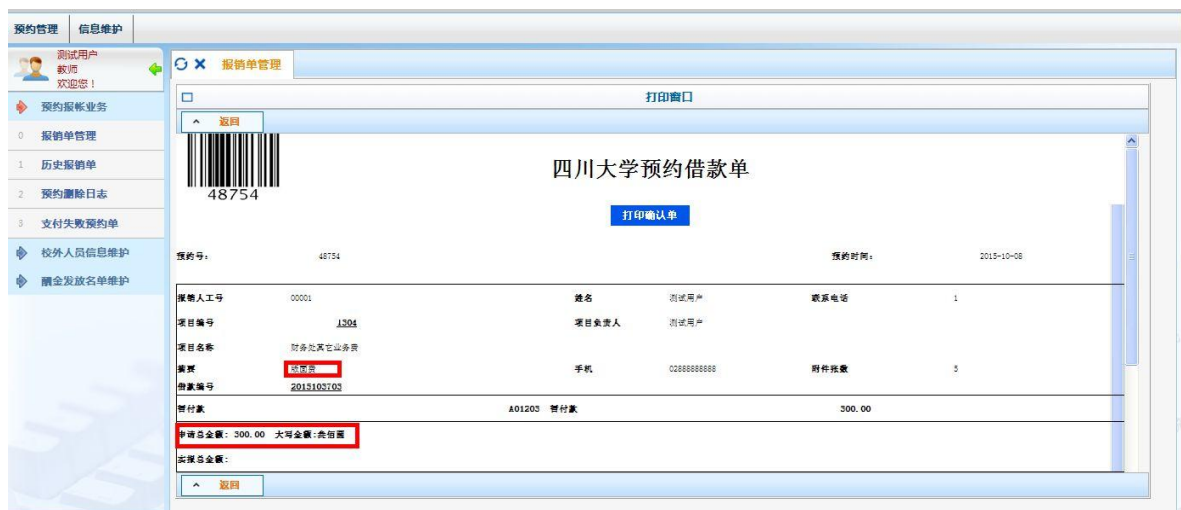 预约管理 信息维护
测试用户
教师
欢迎您！
报销单管理
预约报帐业务
0 报销单管理
1 历史报销单
2 预约删除日志
3 支付失败预约单
校外人员信息维护
酬金发放名单维护
打印窗口
返回
48754
四川大学预约借款单
打印确认单
预约号： 48754 预约时间： 2015-10-08
报销人工号 00001 姓名 测试用户 联系电话 1
项目编号 1304 项目负责人 测试用户
项目名称 财务处其它业务费
摘要 手机 02888888888 附件张数 5
借款编号 2015103703
暂付款 A01203 暂付款 300.00
申请总金额：300.00 大写金额:叁佰圆
实报总金额：
返回